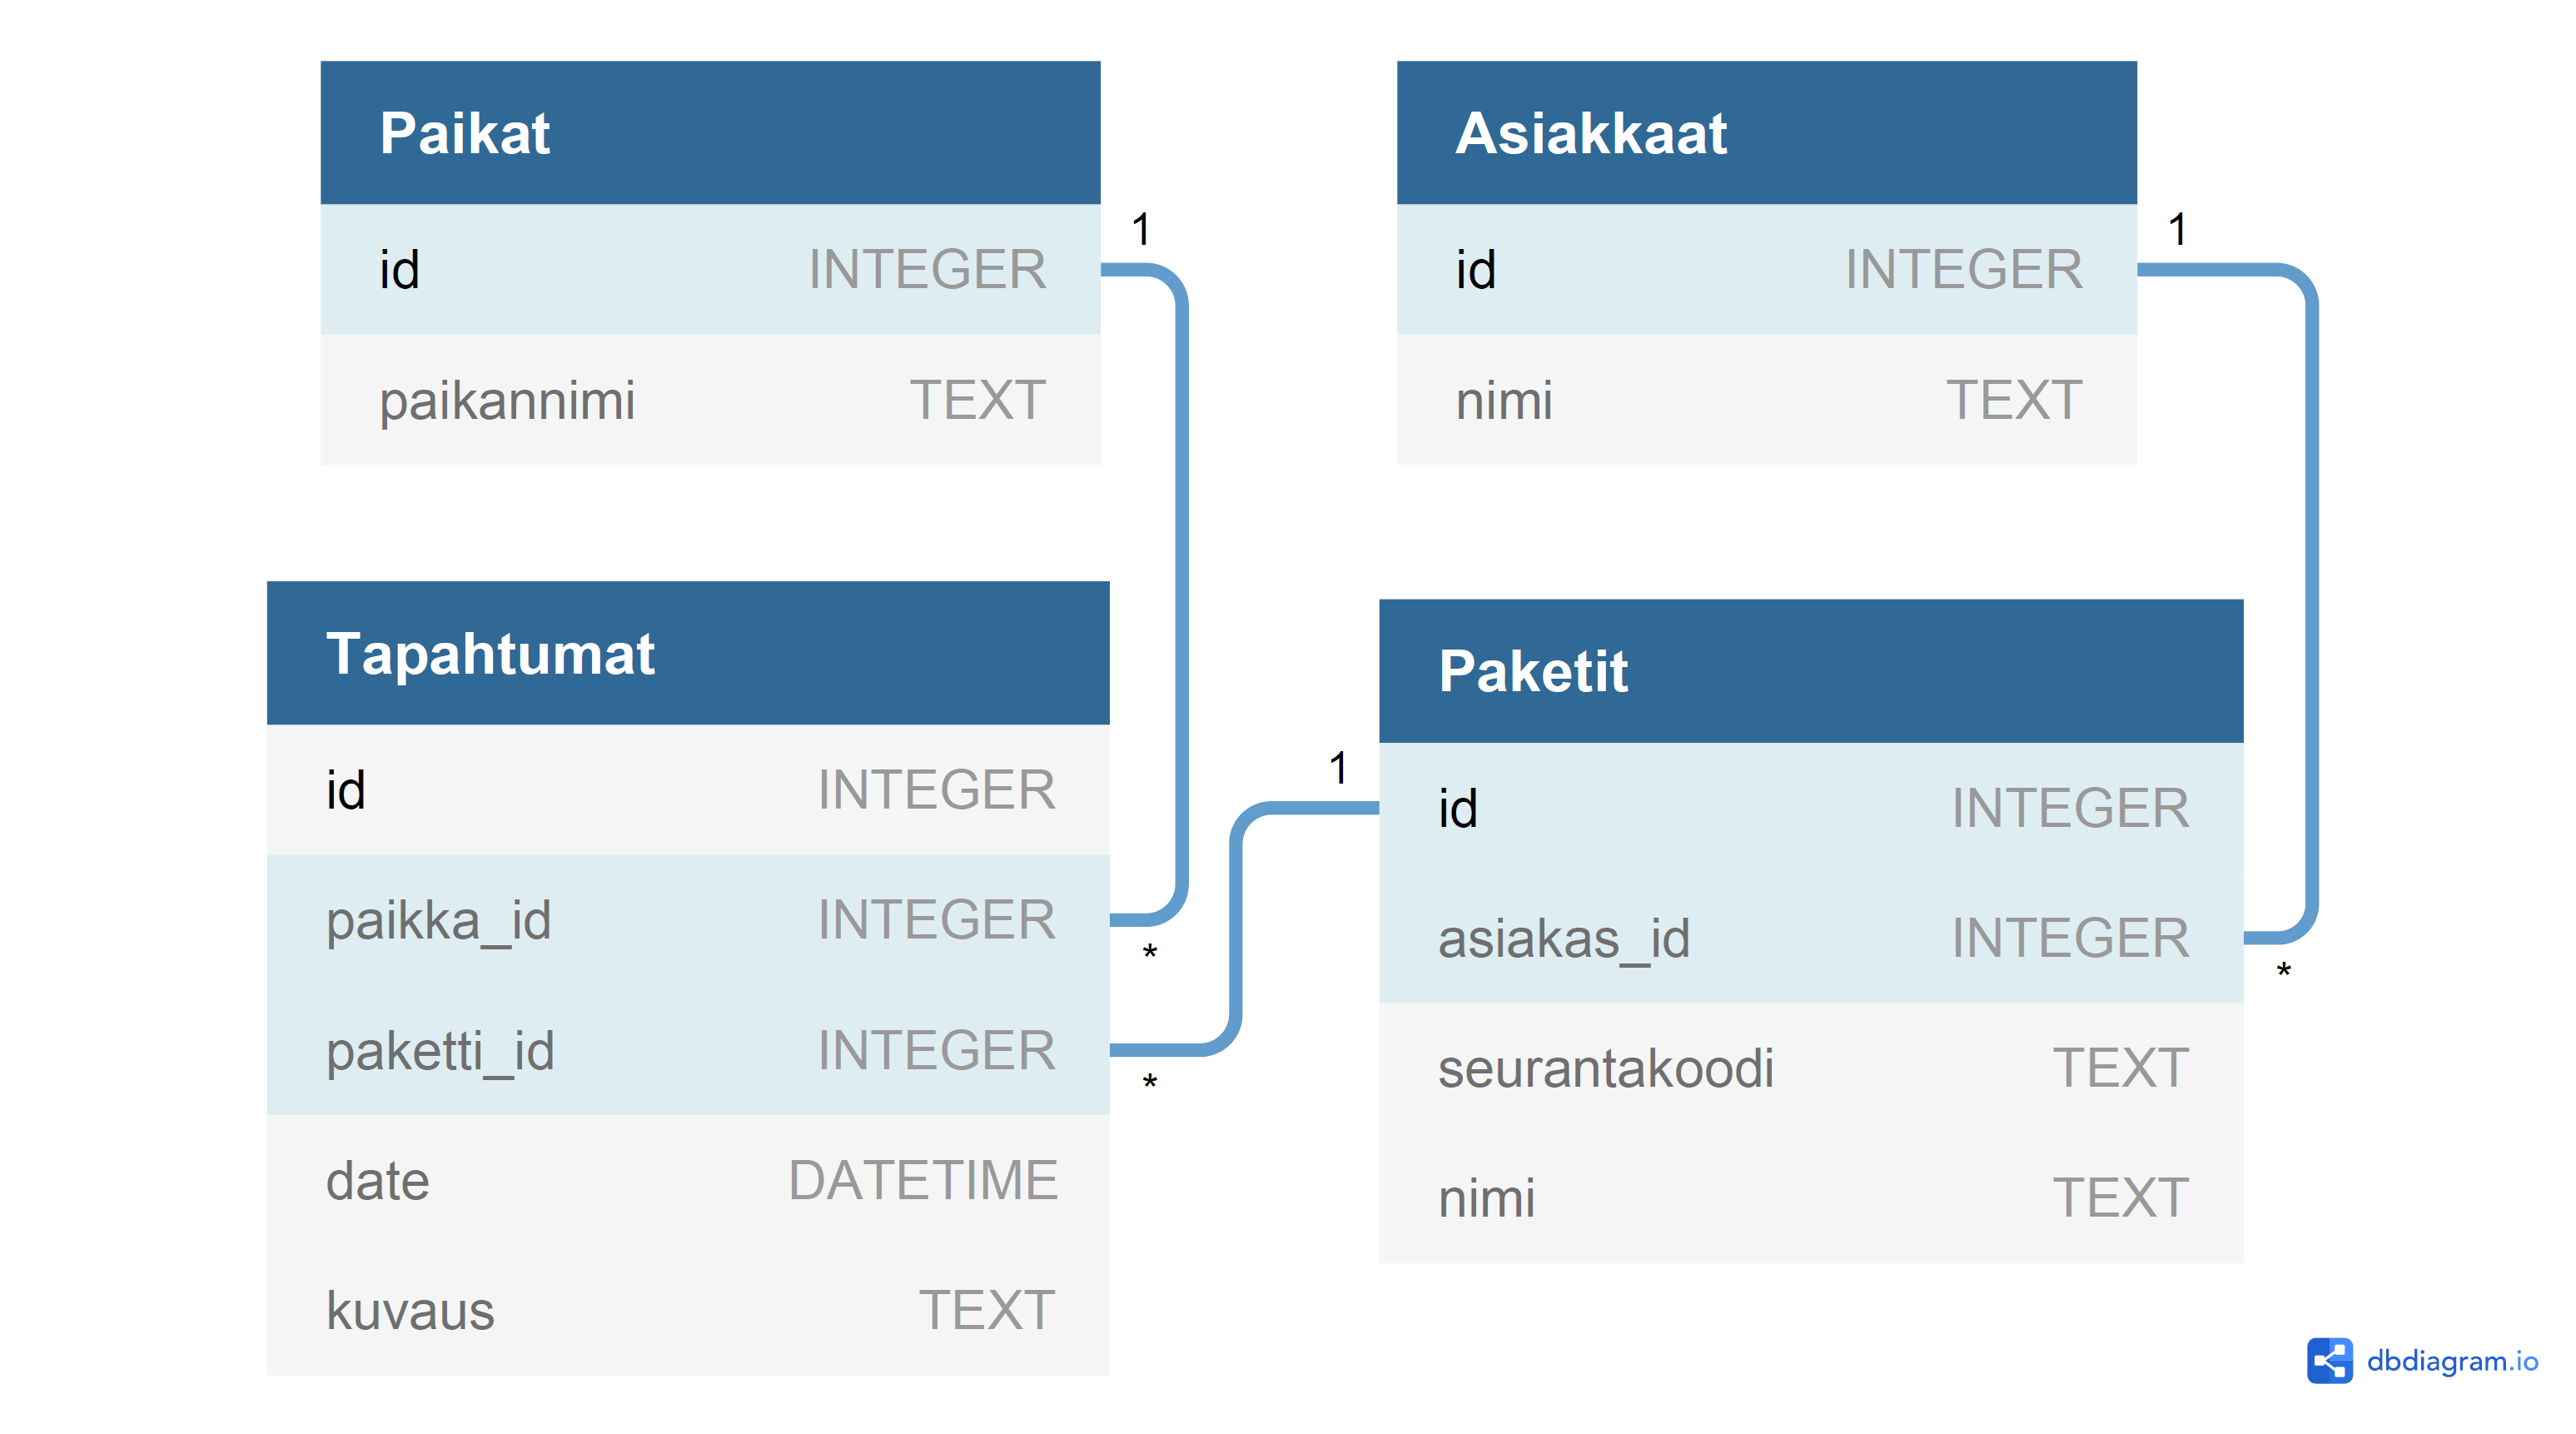 Paikat
id INTEGER
paikannimi TEXT
1
Asiakkaat
id INTEGER
nimi TEXT
1
Tapahtumat
id INTEGER
paikka_id INTEGER
*
paketti_id INTEGER
*
date DATETIME
kuvaus TEXT
Paketit
1
id INTEGER
asiakas_id INTEGER
*
seurantakoodi TEXT
nimi TEXT
dbdiagram.io